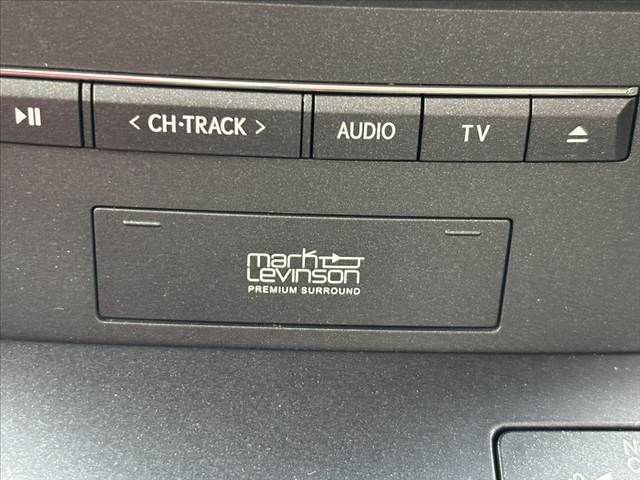 < CH·TRACK >
AUDIO
TV
mark
Levinson
PREMIUM SURROUND